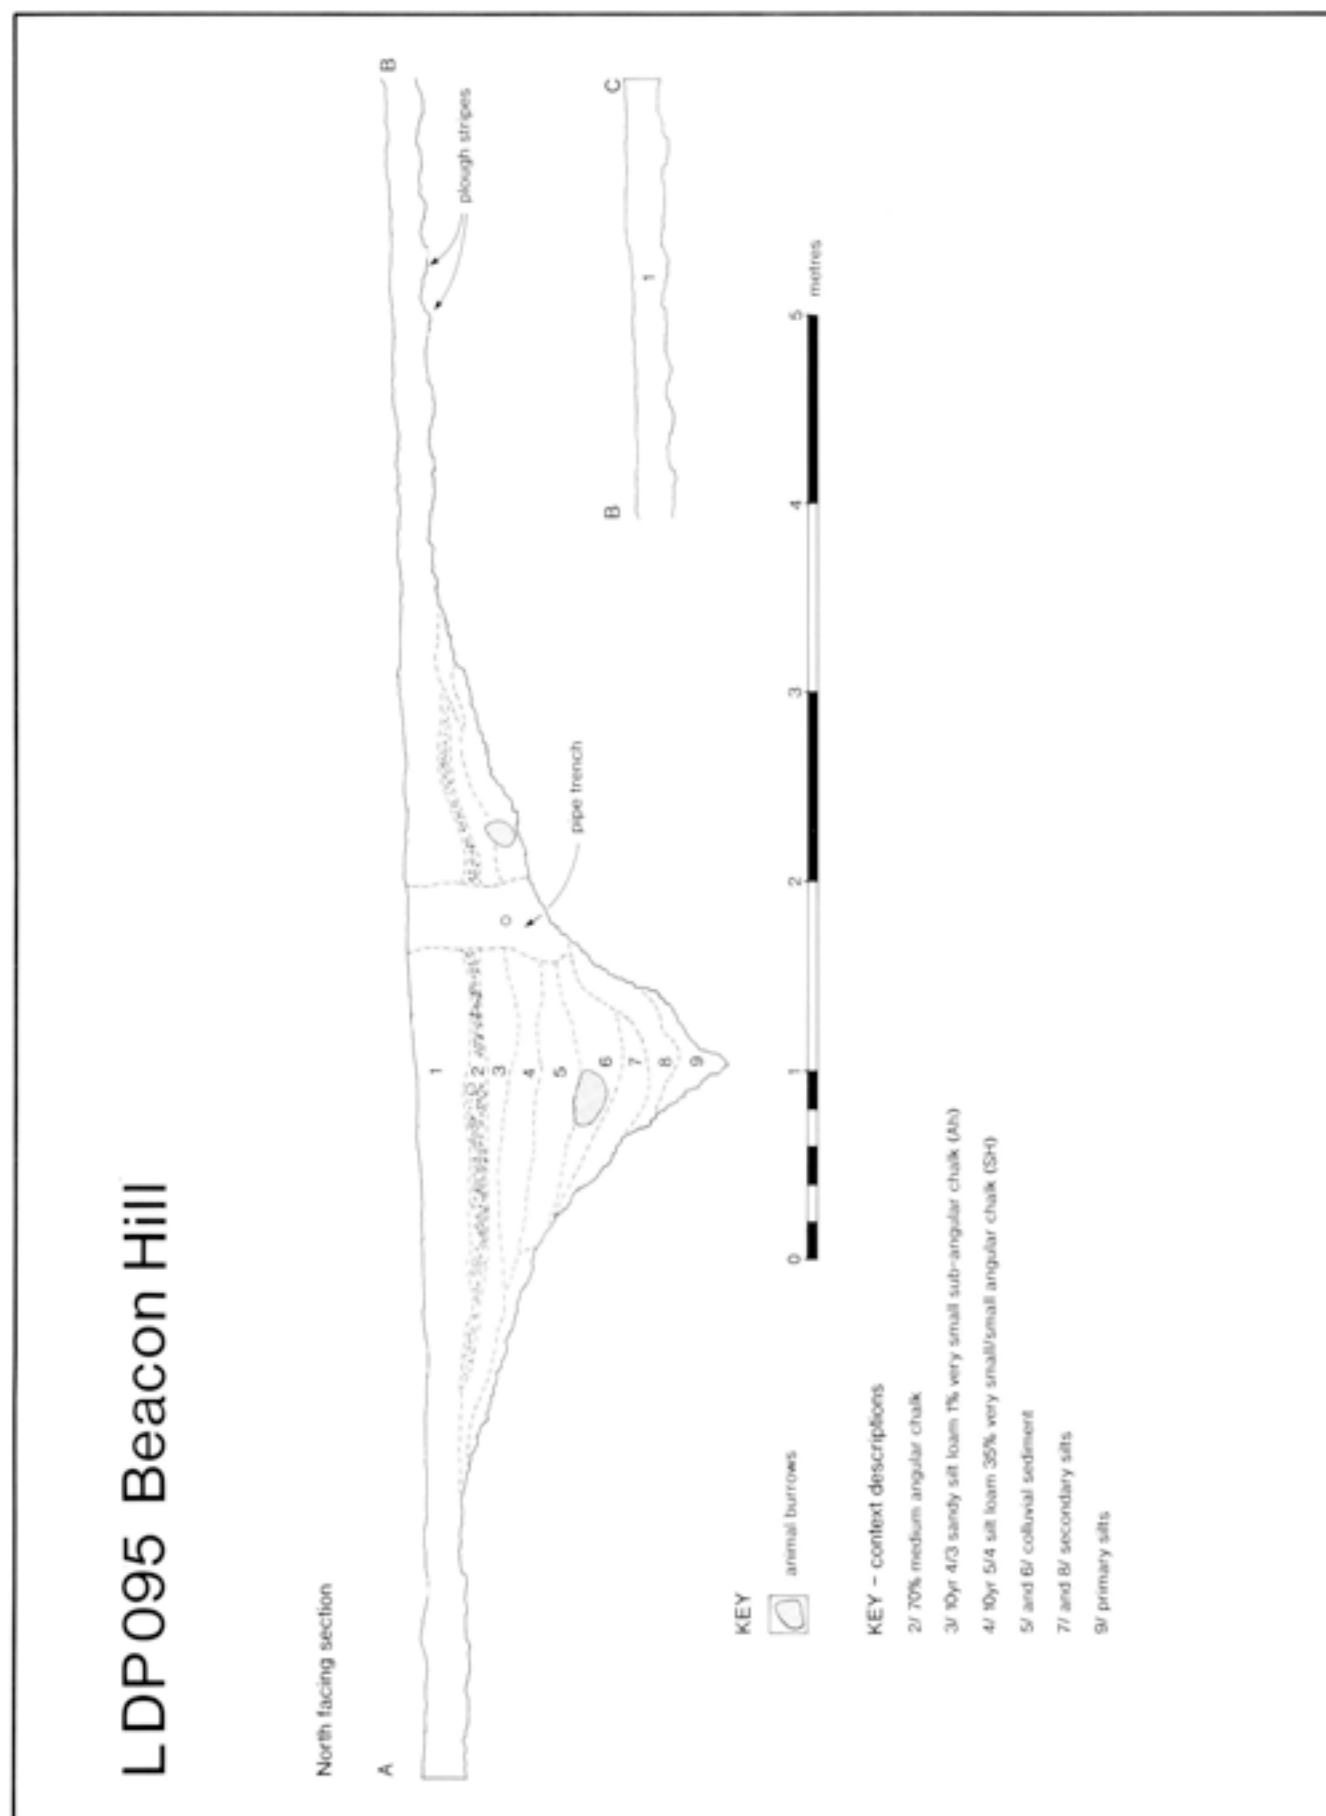 LDP095 Beacon Hill
North facing section
A
B
plough stripes
pipe trench
1
2
3
4
5
6
7
8
9
B
C
1
0
1
2
3
4
5
metres
KEY
animal burrows
KEY - context descriptions
2/ 70% medium angular chalk
3/ 10yr 4/3 sandy silt loam 1% very small sub-angular chalk (Ah)
4/ 10yr 5/4 silt loam 35% very small/small angular chalk (SH)
5/ and 6/ colluvial sediment
7/ and 8/ secondary silts
9/ primary silts